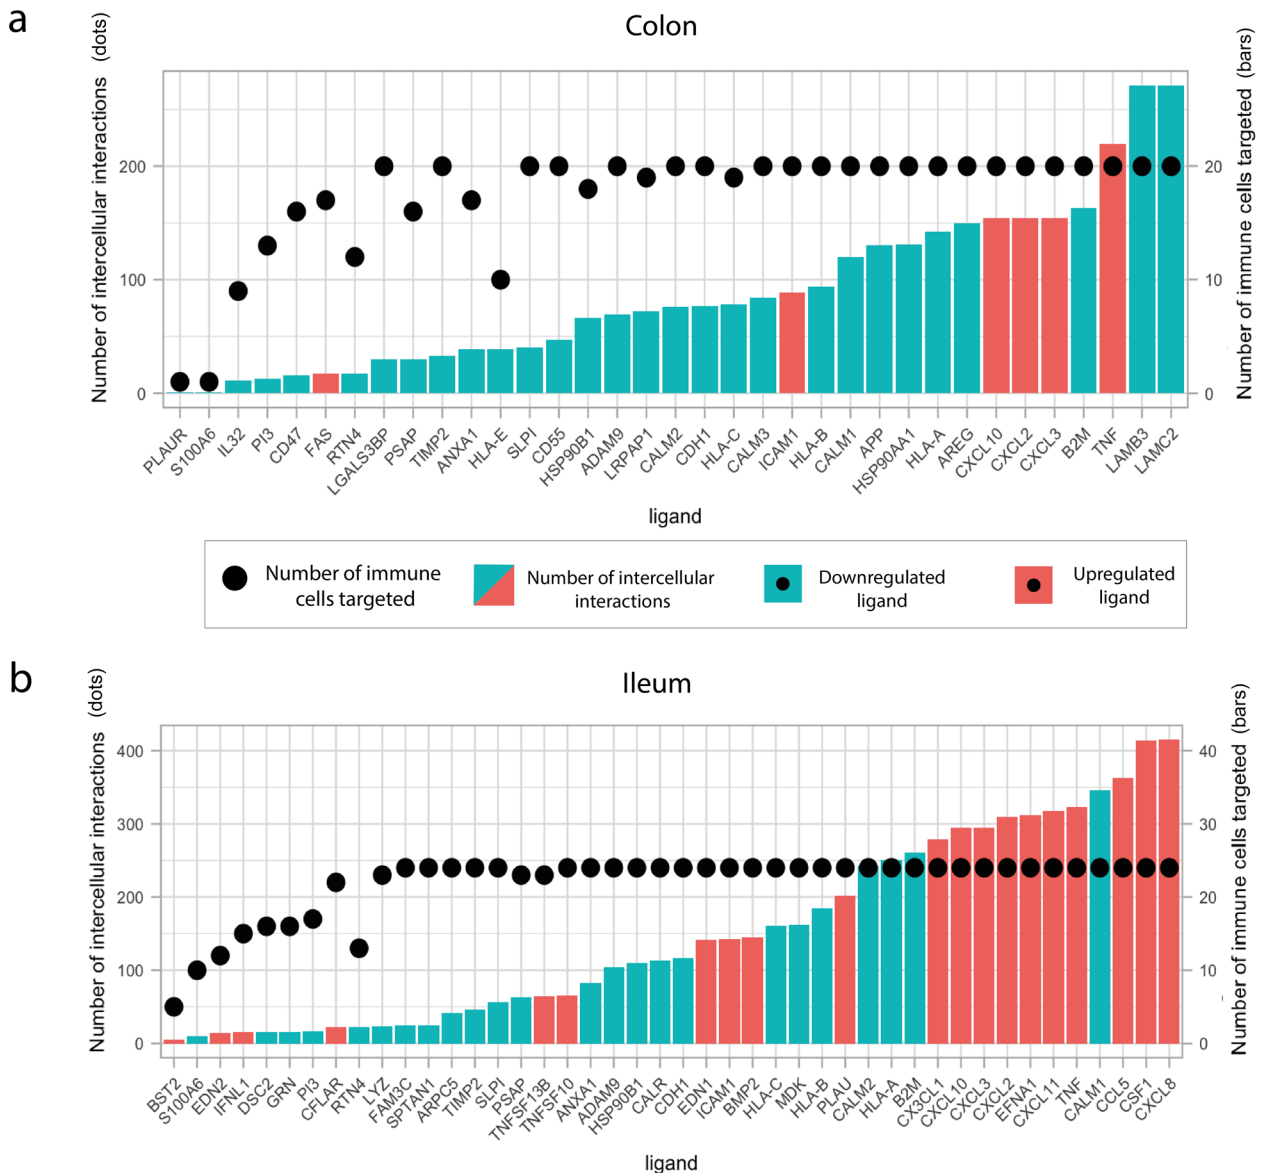 a
Colon
Number of intercellular interactions (dots)
Number of immune cells targeted (bars)
200
100
0
20
10
0
PLAUR
S100A6
IL32
PI3
CD47
FAS
RTN4
LGALS3BP
PSAP
TIMP2
ANXA1
HLA-E
SLPI
CD55
HSP90B1
ADAM9
LRPAP1
CALM2
CDH1
HLA-C
CALM3
ICAM1
HLA-B
CALM1
APP
HSP90AA1
HLA-A
AREG
CXCL10
CXCL2
CXCL3
B2M
TNF
LAMB3
LAMC2
ligand
Number of immune
cells targeted
Number of intercellular
interactions
Downregulated
ligand
Upregulated
ligand
b
Ileum
Number of intercellular interactions (dots)
Number of immune cells targeted (bars)
400
300
200
100
0
40
30
20
10
0
BST2
S100A6
EDN2
IFNL1
DSC2
GRN
PI3
CFLAR
RTN4
LYZ
FAM3C
SPTAN1
ARPC5
TIMP2
SLPI
PSAP
TNFSF13B
TNFSF10
ANXA1
ADAM9
HSP90B1
CALR
CDH1
EDN1
ICAM1
BMP2
HLA-C
MDK
HLA-B
PLAU
CALM2
HLA-A
B2M
CX3CL1
CXCL10
CXCL3
CXCL2
EFNA1
CXCL11
TNF
CALM1
CCL5
CSF1
CXCL8
ligand